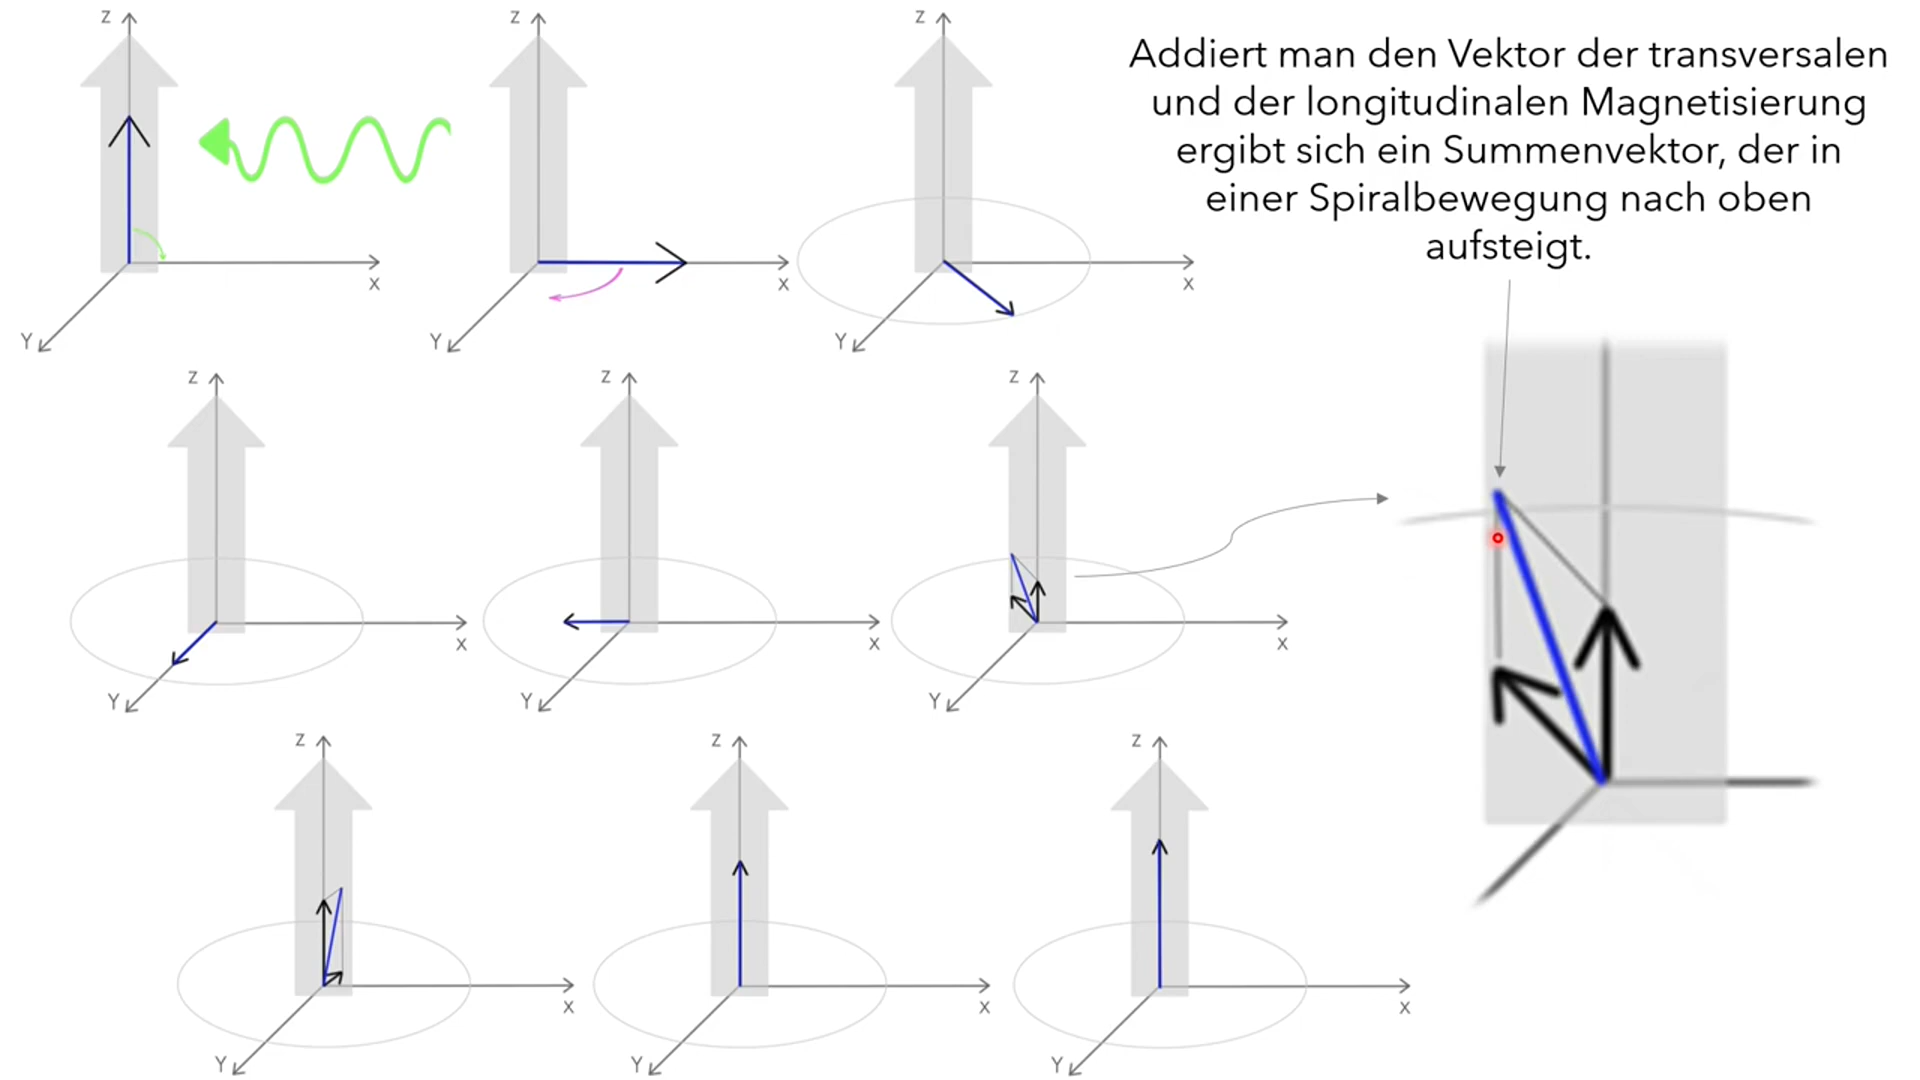 Z
X
Y
Z
X
Y
Z
X
Y
Addiert man den Vektor der transversalen
und der longitudinalen Magnetisierung
ergibt sich ein Summenvektor, der in
einer Spiralbewegung nach oben
aufsteigt.
Z
X
Y
Z
X
Y
Z
X
Y
Z
X
Y
Z
X
Y
Z
X
Y